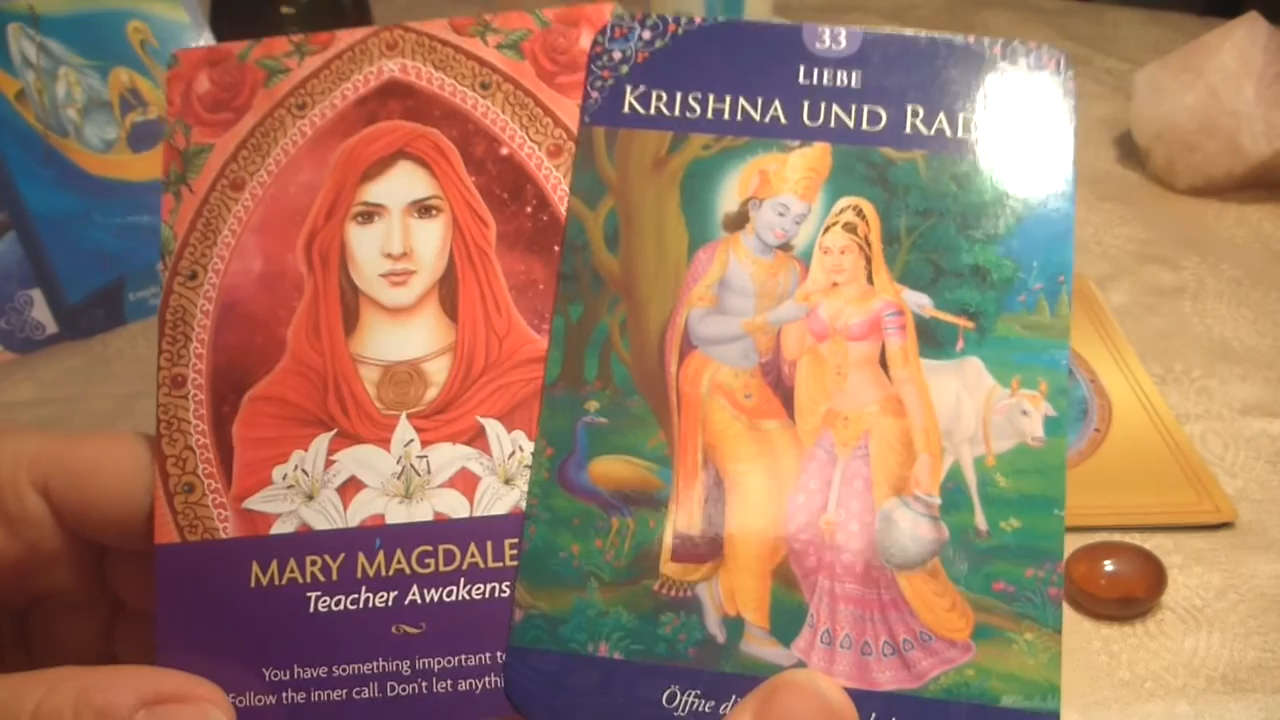 MARY MAGDALE
Teacher Awakens
You have something important
Follow the inner call. Don't let anythi
33
LIEBE
KRISHNA UND RAD
Öffne